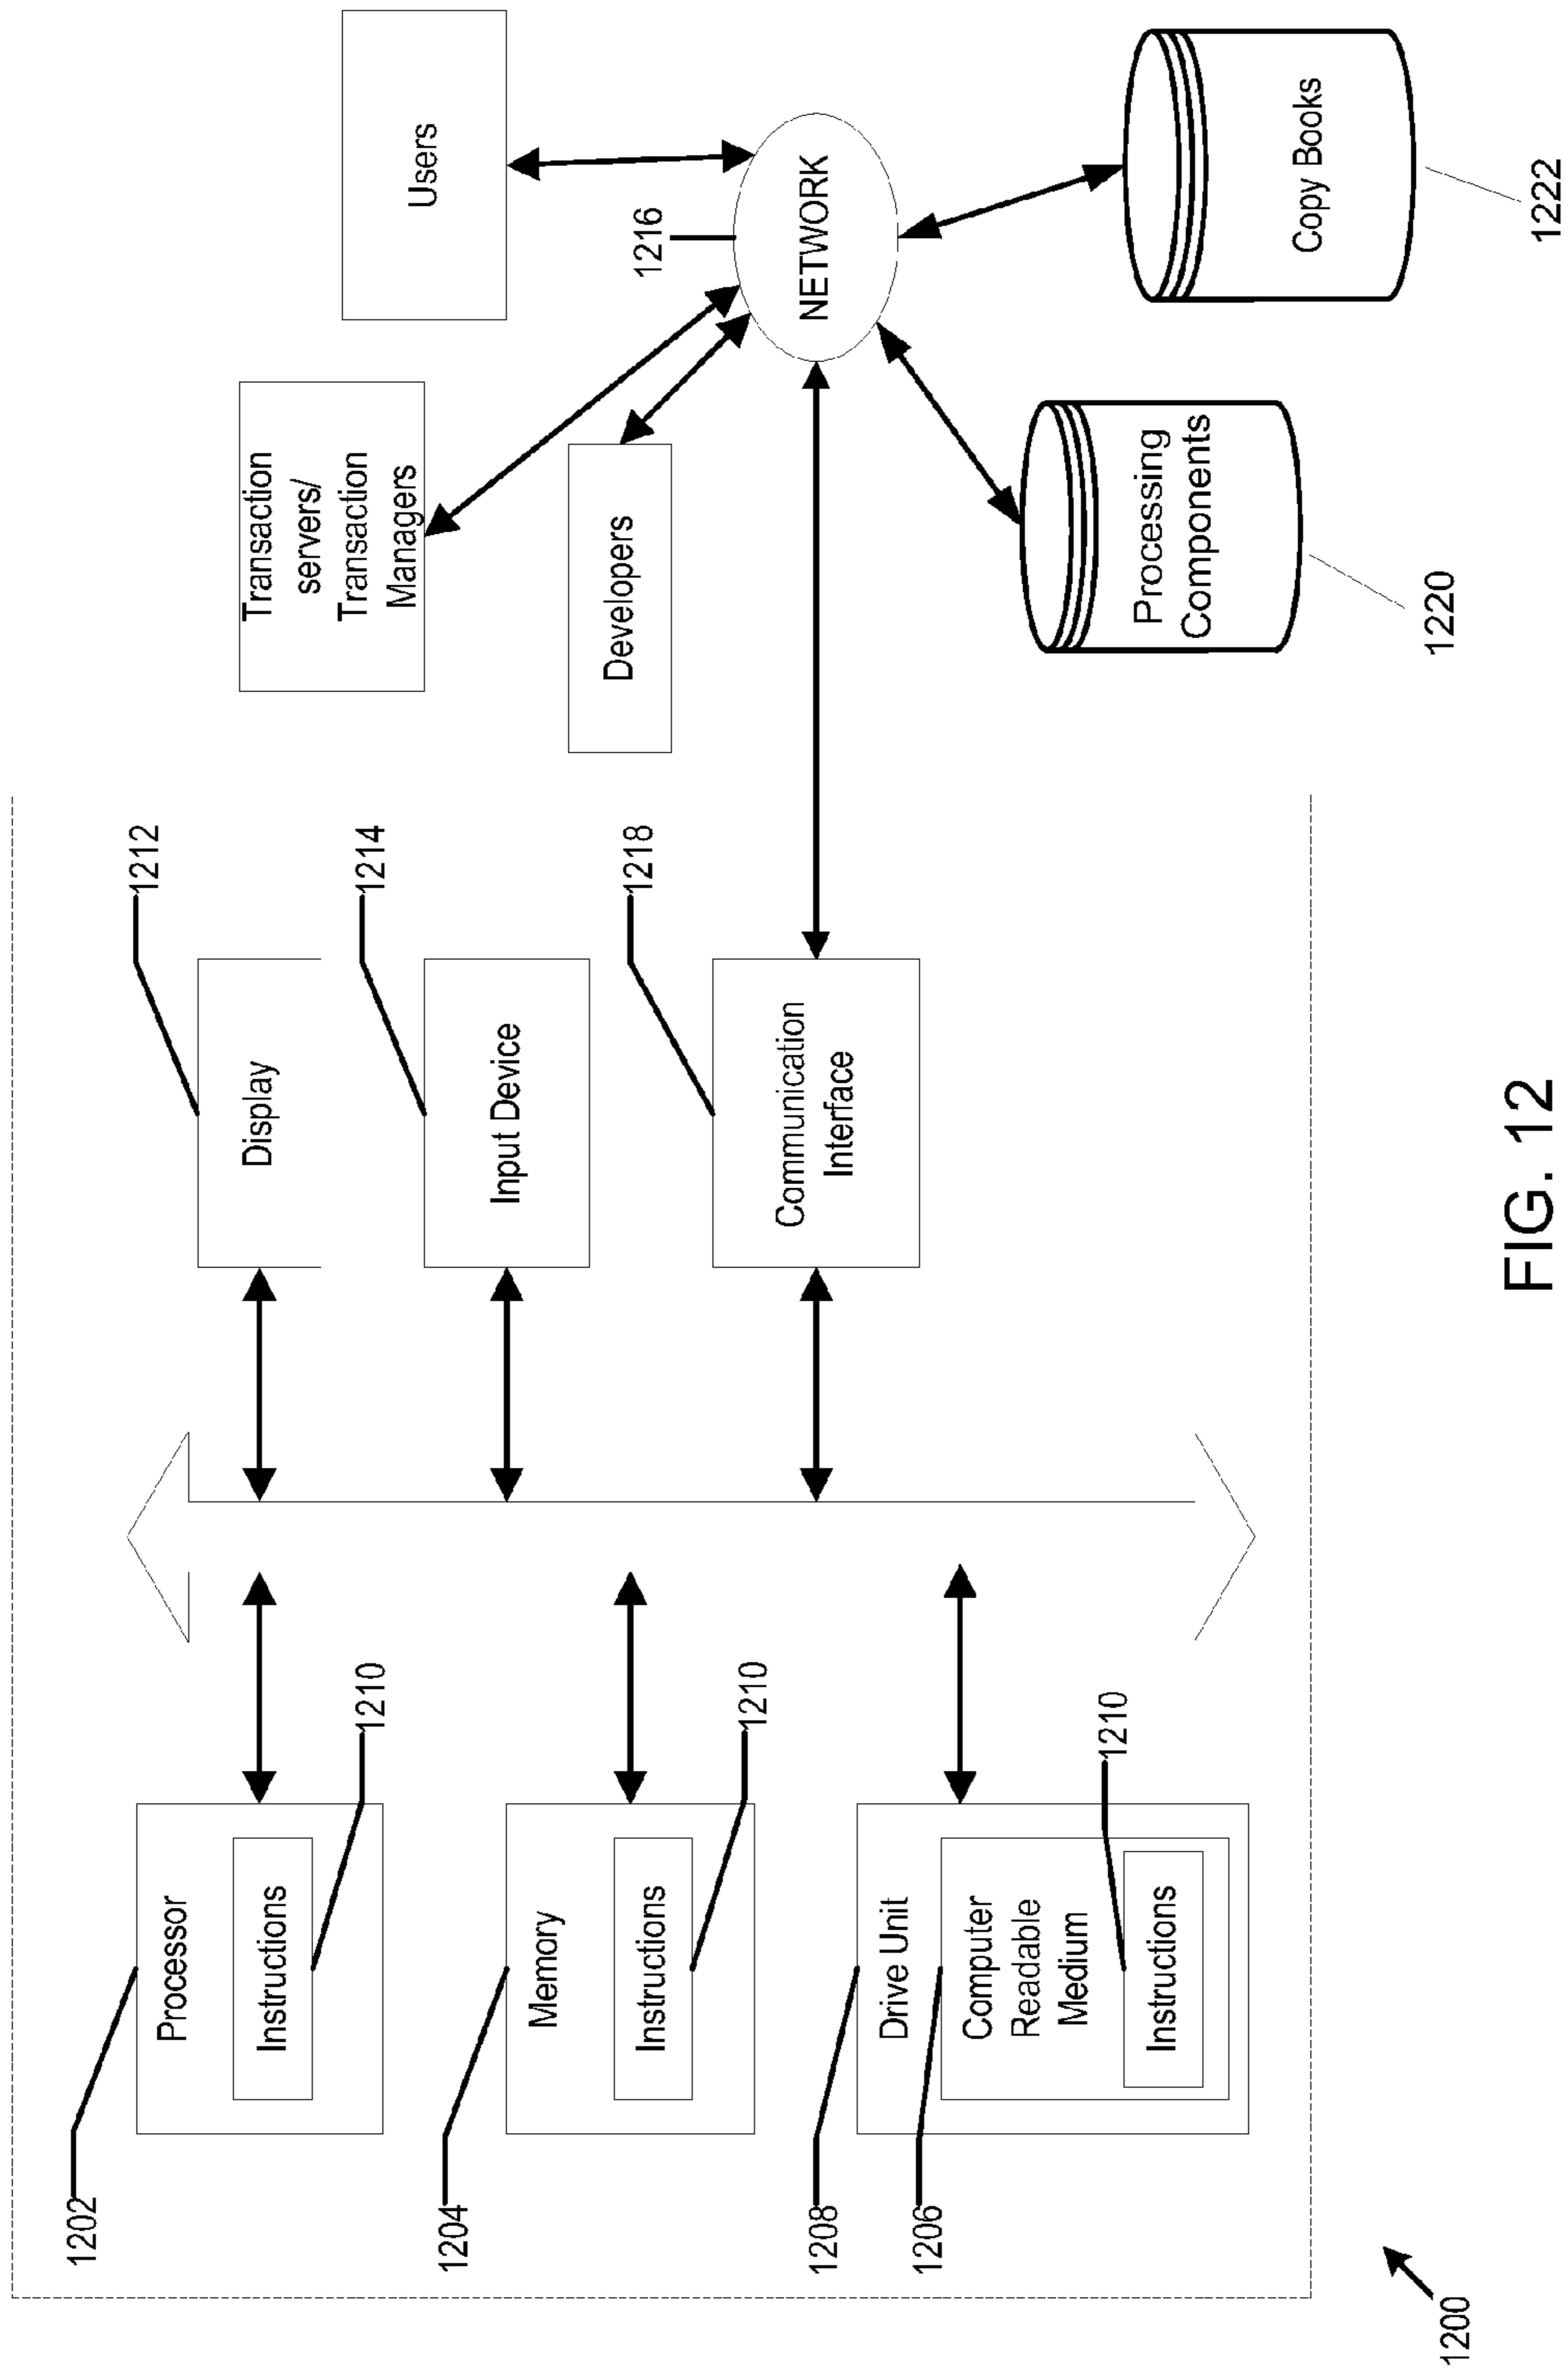 1202
Processor
Instructions
1210
1204
Memory
Instructions
1210
1208
Drive Unit
1206
Computer
Readable
Medium
1210
Instructions
1212
Display
1214
Input Device
1218
Communication
Interface
Transaction
servers/
Transaction
Managers
Users
Developers
1216
NETWORK
Processing
Components
1220
Copy Books
1222
1200
FIG. 12